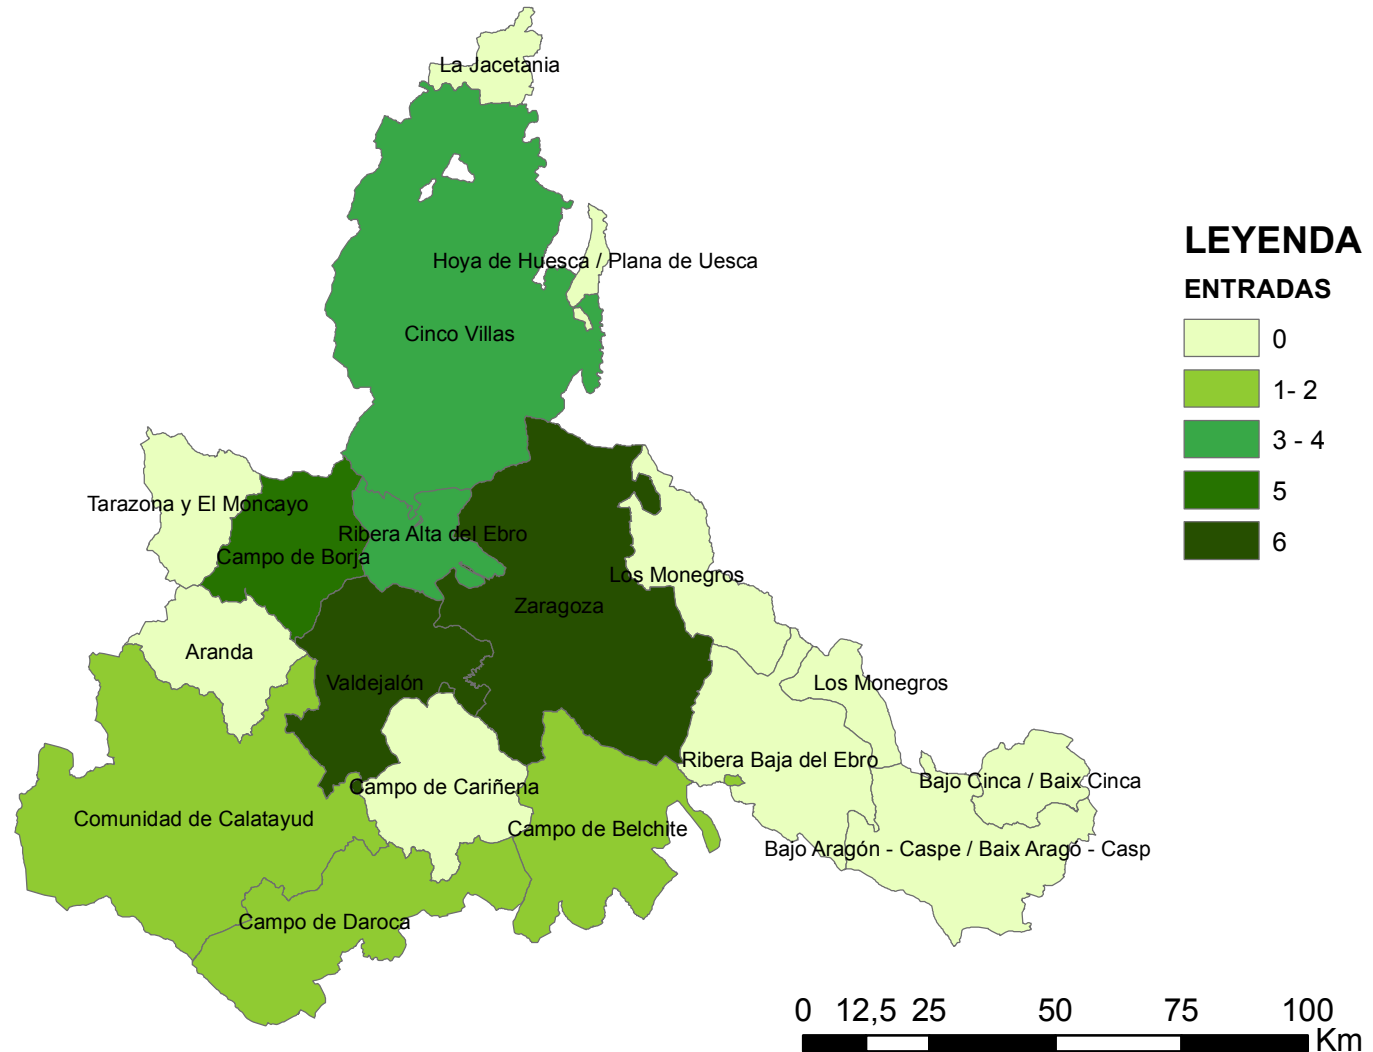 La Jacetania
Hoya de Huesca / Plana de Uesca
Cinco Villas
Tarazona y El Moncayo
Ribera Alta del Ebro
Campo de Borja
Los Monegros
Zaragoza
Aranda
Valdejalón
Los Monegros
Ribera Baja del Ebro
Bajo Cinca / Baix Cinca
Campo de Cariñena
Comunidad de Calatayud
Campo de Belchite
Bajo Aragón - Caspe / Baix Aragó - Casp
Campo de Daroca
LEYENDA
ENTRADAS
0
1- 2
3 - 4
5
6
0 12,5 25 50 75 100
Km